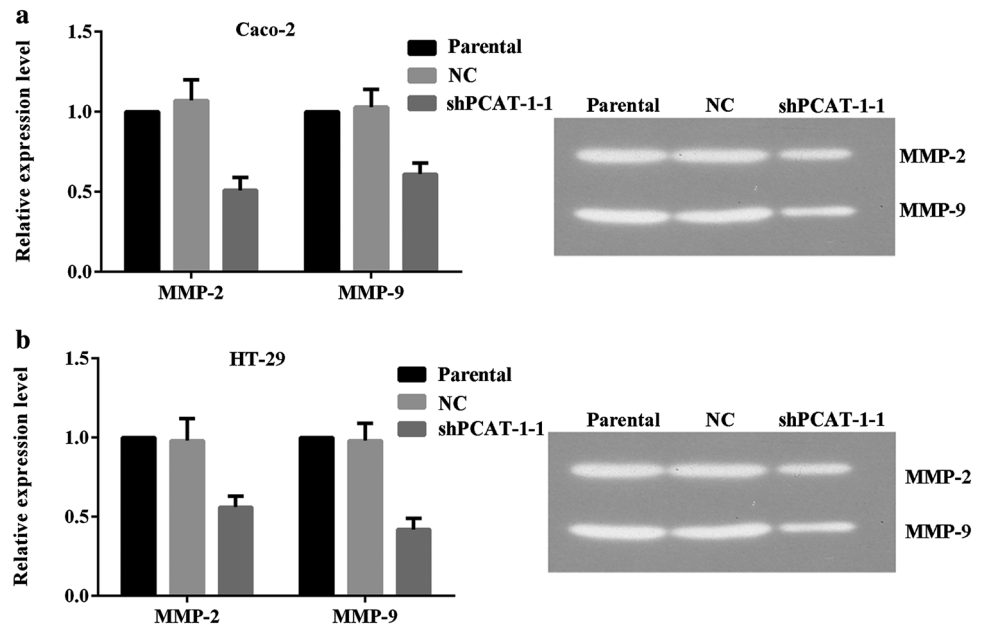 a
Caco-2
Relative expression level
1.5
1.0
0.5
0.0
MMP-2
MMP-9
Parental
NC
shPCAT-1-1
Parental NC shPCAT-1-1
MMP-2
MMP-9
b
HT-29
Relative expression level
1.5
1.0
0.5
0.0
MMP-2
MMP-9
Parental
NC
shPCAT-1-1
Parental NC shPCAT-1-1
MMP-2
MMP-9